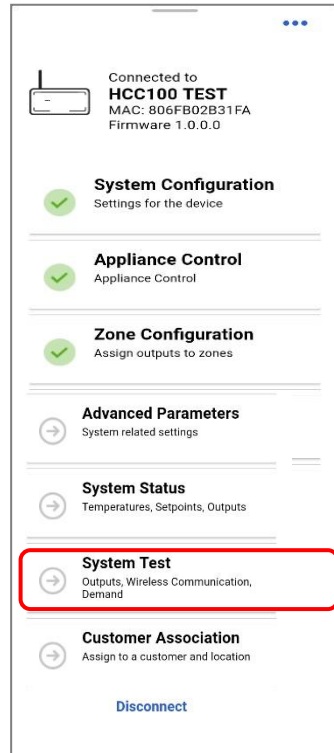 Connected to
HCC100 TEST
MAC: 806FB02B31FA
Firmware 1.0.0.0
System Configuration
Settings for the device
Appliance Control
Appliance Control
Zone Configuration
Assign outputs to zones
Advanced Parameters
System related settings
System Status
Temperatures, Setpoints, Outputs
System Test
Outputs, Wireless Communication,
Demand
Customer Association
Assign to a customer and location
Disconnect